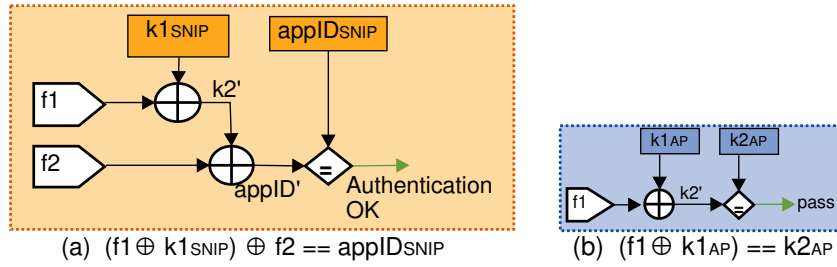 k1SNIP
appIDSNIP
f1
k2'
f2
appID'
=
Authentication
OK
(a) (f1 ⊕ k1SNIP) ⊕ f2 == appIDSNIP
k1AP
k2AP
f1
k2'
=
pass
(b) (f1 ⊕ k1AP) == k2AP